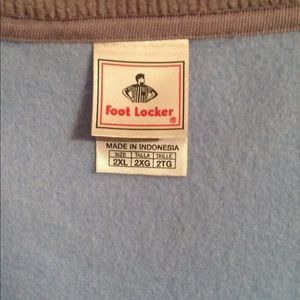 Foot Locker®
MADE IN INDONESIA
SIZE TALLA TAILLE
2XL 2XG 2TG